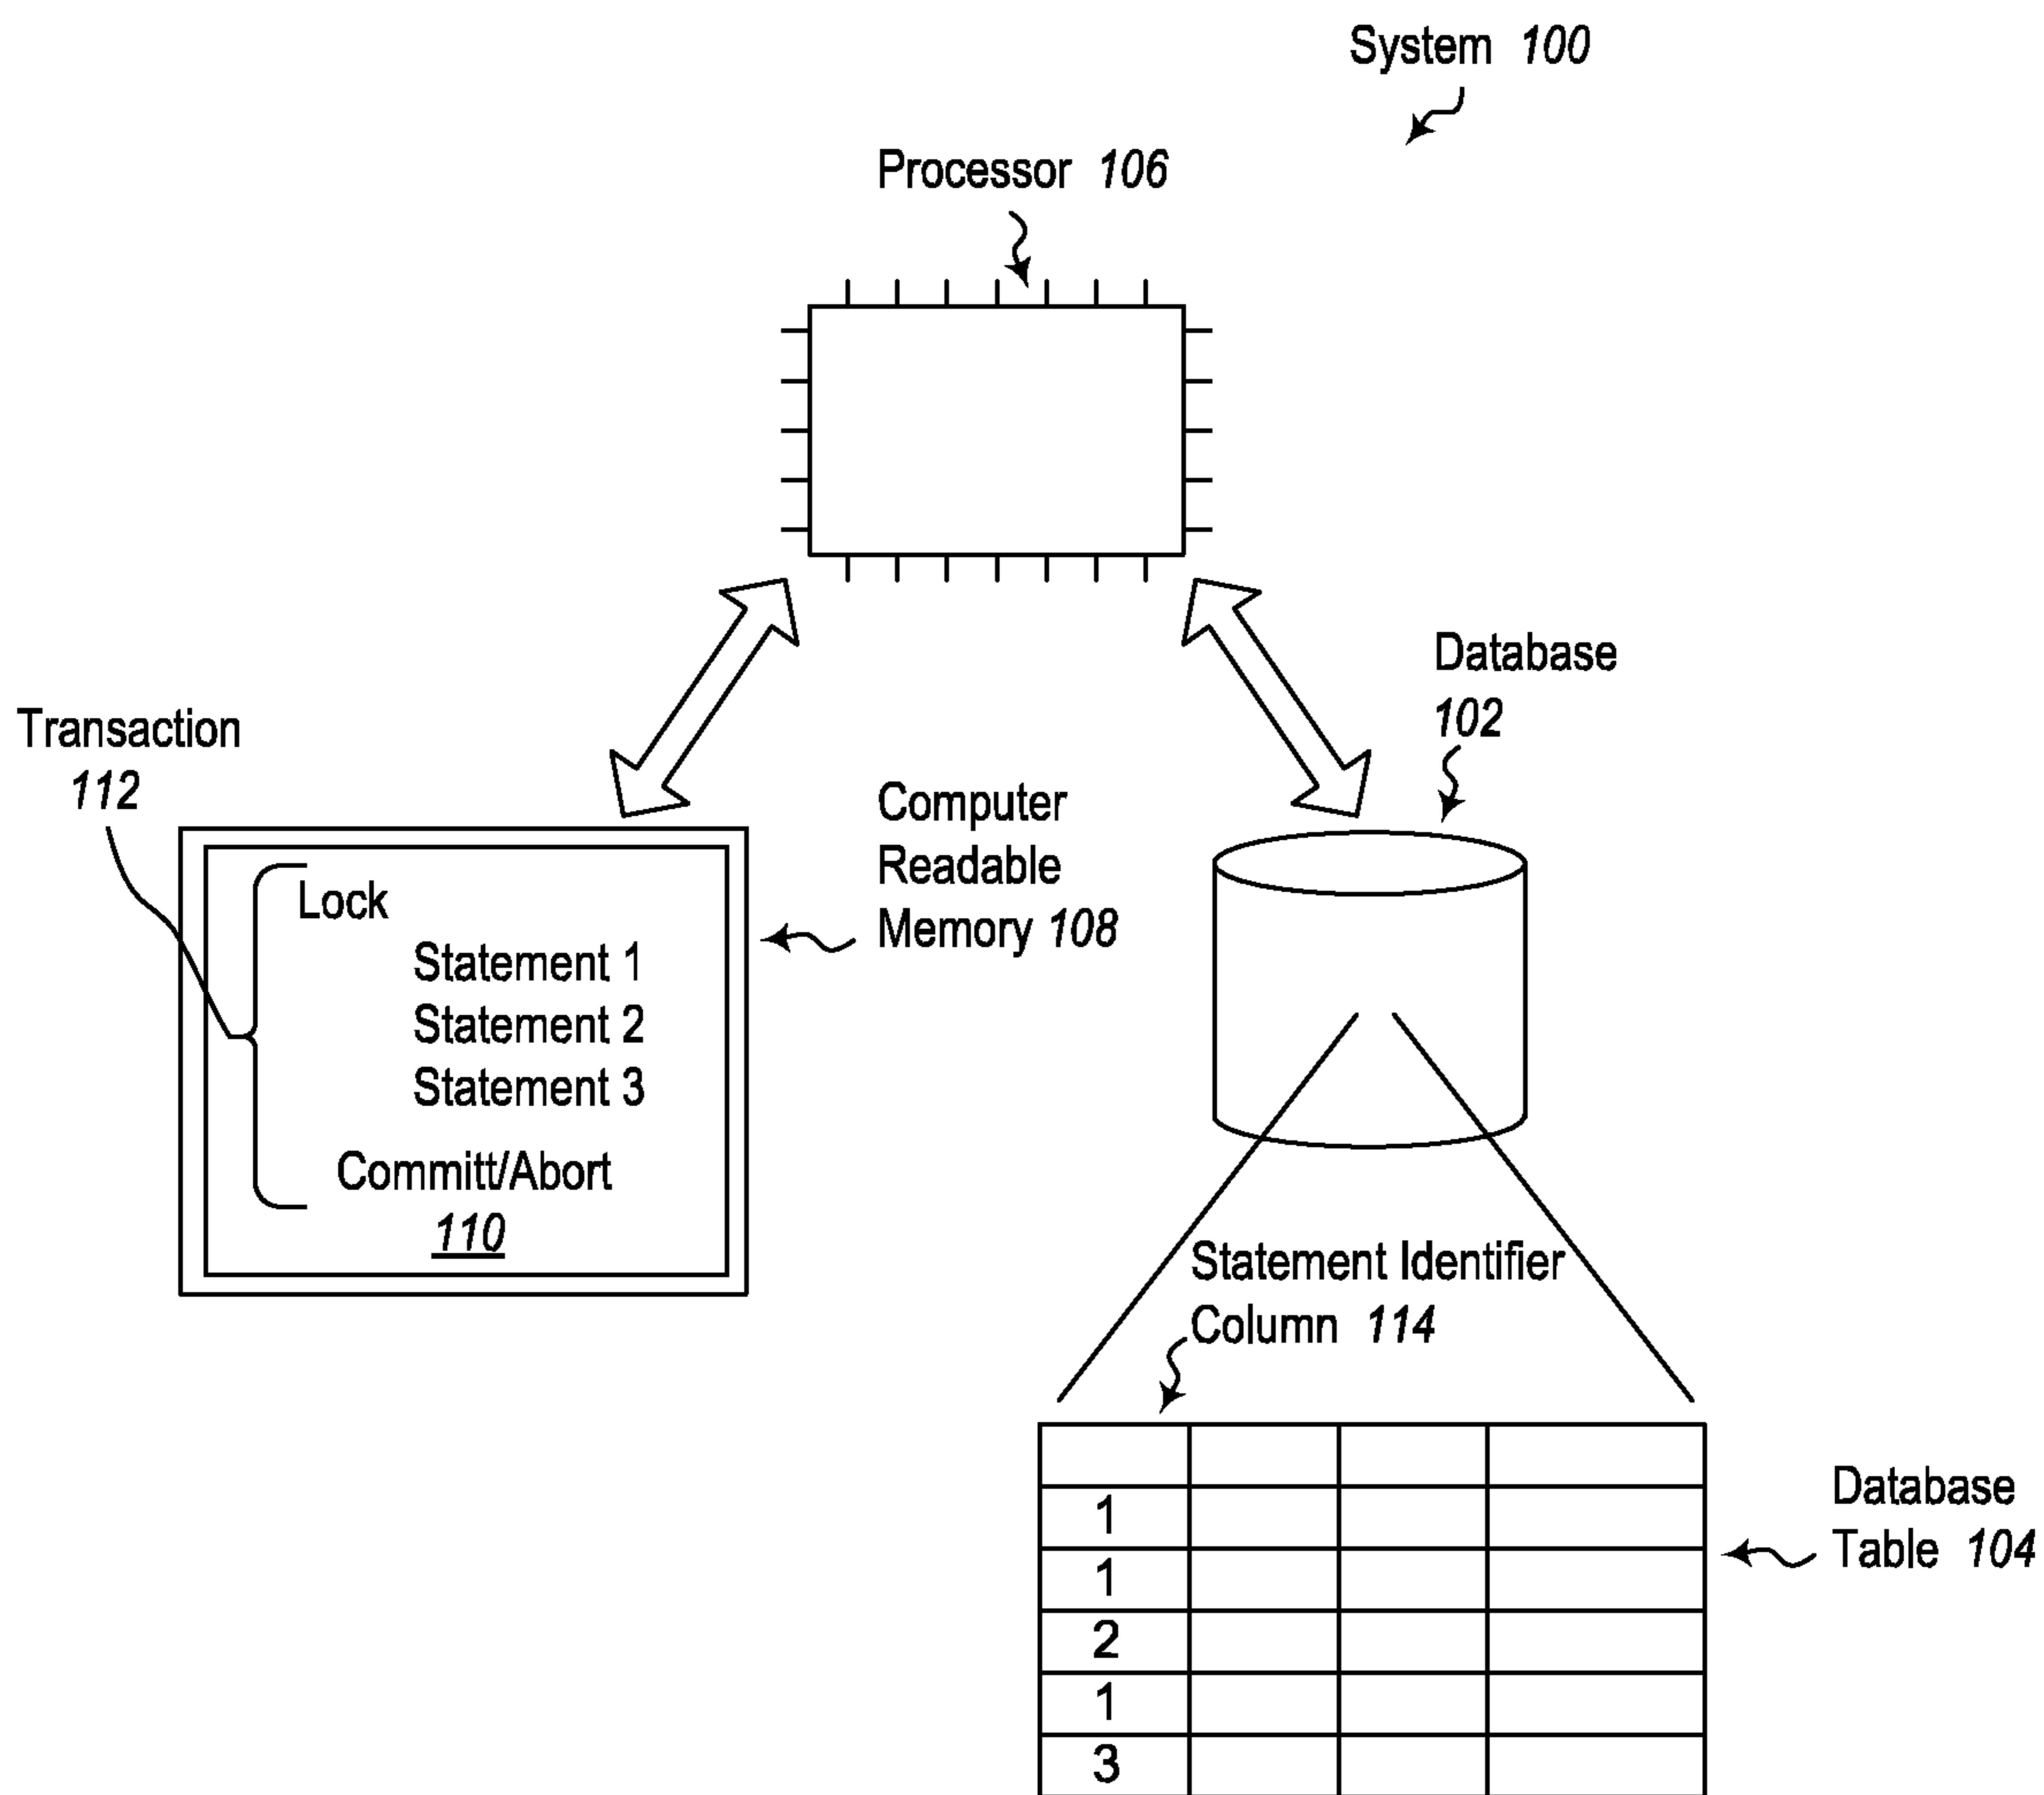 System 100
Processor 106
Database
102
Transaction
112
Computer
Readable
Memory 108
Lock
Statement 1
Statement 2
Statement 3
Committ/Abort
110
Statement Identifier
Column 114
Database
Table 104
1
1
2
1
3